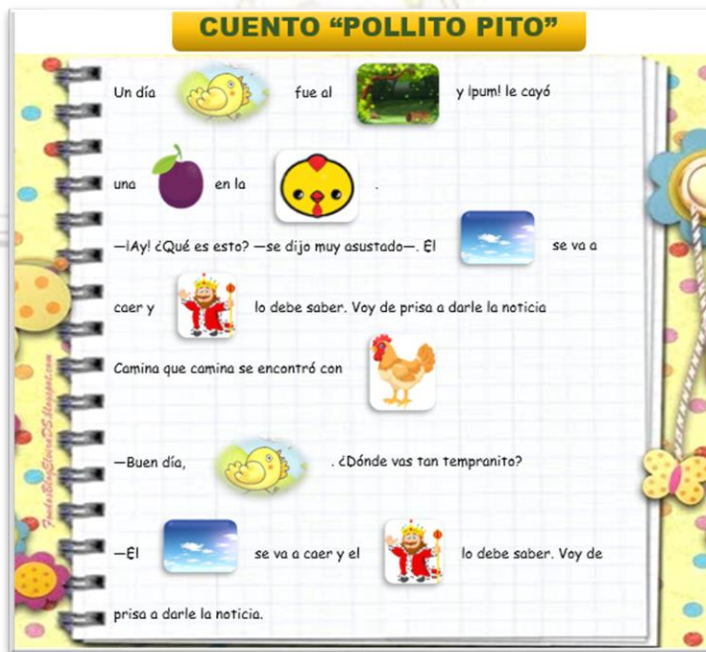 CUENTO “POLLITO PITO”
Un día fue al y ¡pum! le cayó
una en la .
—¡Ay! ¿Qué es esto? —se dijo muy asustado—. Él se va a
caer y lo debe saber. Voy de prisa a darle la noticia
Camina que camina se encontró con
—Buen día, . ¿Dónde vas tan tempranito?
—Él se va a caer y el lo debe saber. Voy de
prisa a darle la noticia.